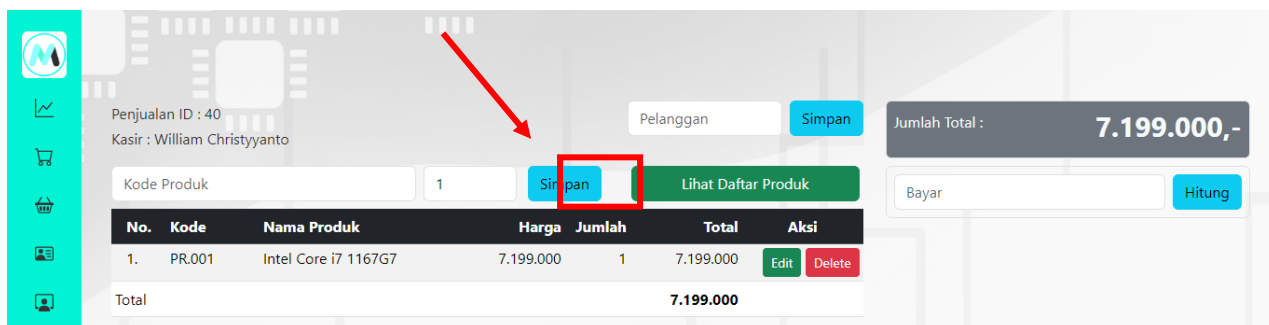 Penjualan ID : 40
Kasir : William Christyyanto
Pelanggan Simpan
Jumlah Total : 7.199.000,-
Kode Produk 1 Simpan Lihat Daftar Produk
Bayar Hitung
No. Kode Nama Produk Harga Jumlah Total Aksi
1. PR.001 Intel Core i7 1167G7 7.199.000 1 7.199.000 Edit Delete
Total 7.199.000